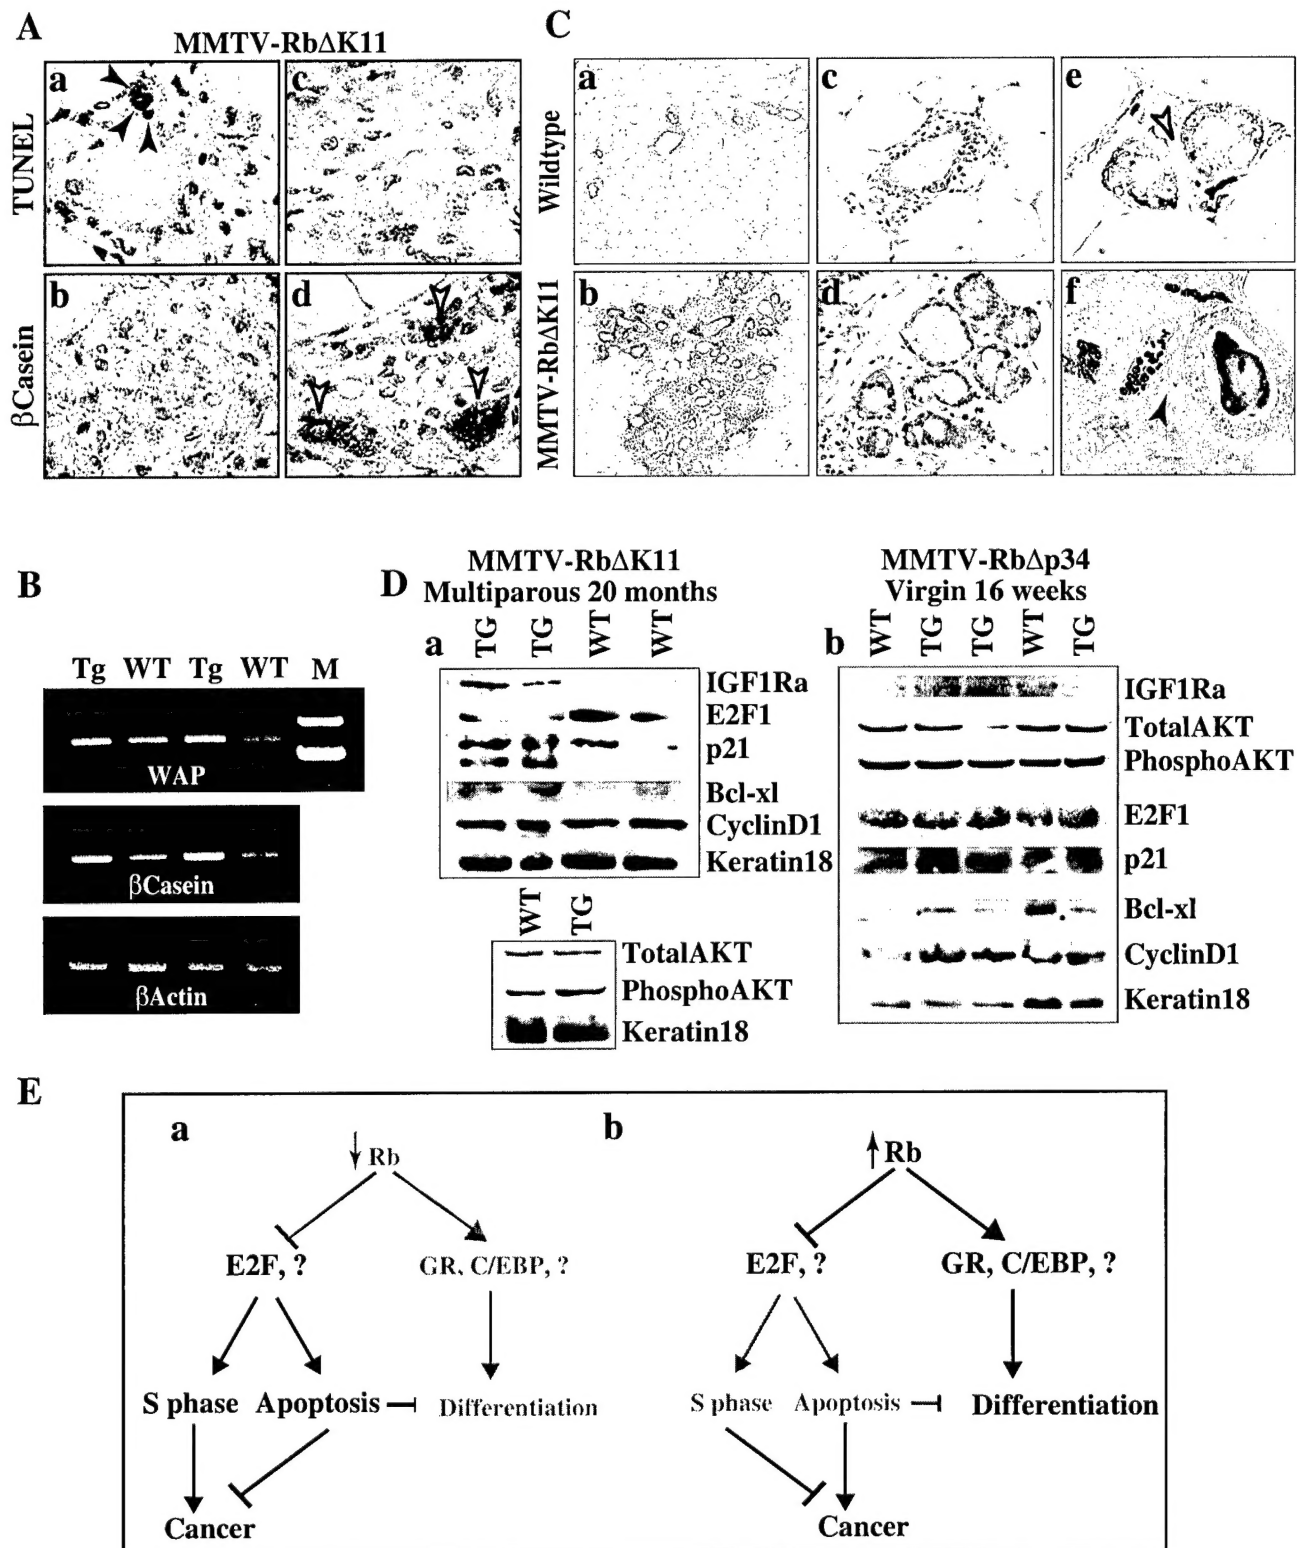 A
MMTV-RbΔK11
TUNEL
a
c
βCasein
b
d
C
Wildtype
a
c
e
MMTV-RbΔK11
b
d
f
B
Tg WT Tg WT M
WAP
βCasein
βActin
D
MMTV-RbΔK11
Multiparous 20 months
a
TG TG WT WT
IGF1Ra
E2F1
p21
Bcl-xl
CyclinD1
Keratin18
WT TG
TotalAKT
PhosphoAKT
Keratin18
MMTV-RbΔp34
Virgin 16 weeks
b
WT TG TG WT TG
IGF1Ra
TotalAKT
PhosphoAKT
E2F1
p21
Bcl-xl
CyclinD1
Keratin18
E
a
Rb
E2F, ?
GR, C/EBP, ?
S phase Apoptosis Differentiation
Cancer
b
Rb
E2F, ?
GR, C/EBP, ?
S phase Apoptosis Differentiation
Cancer